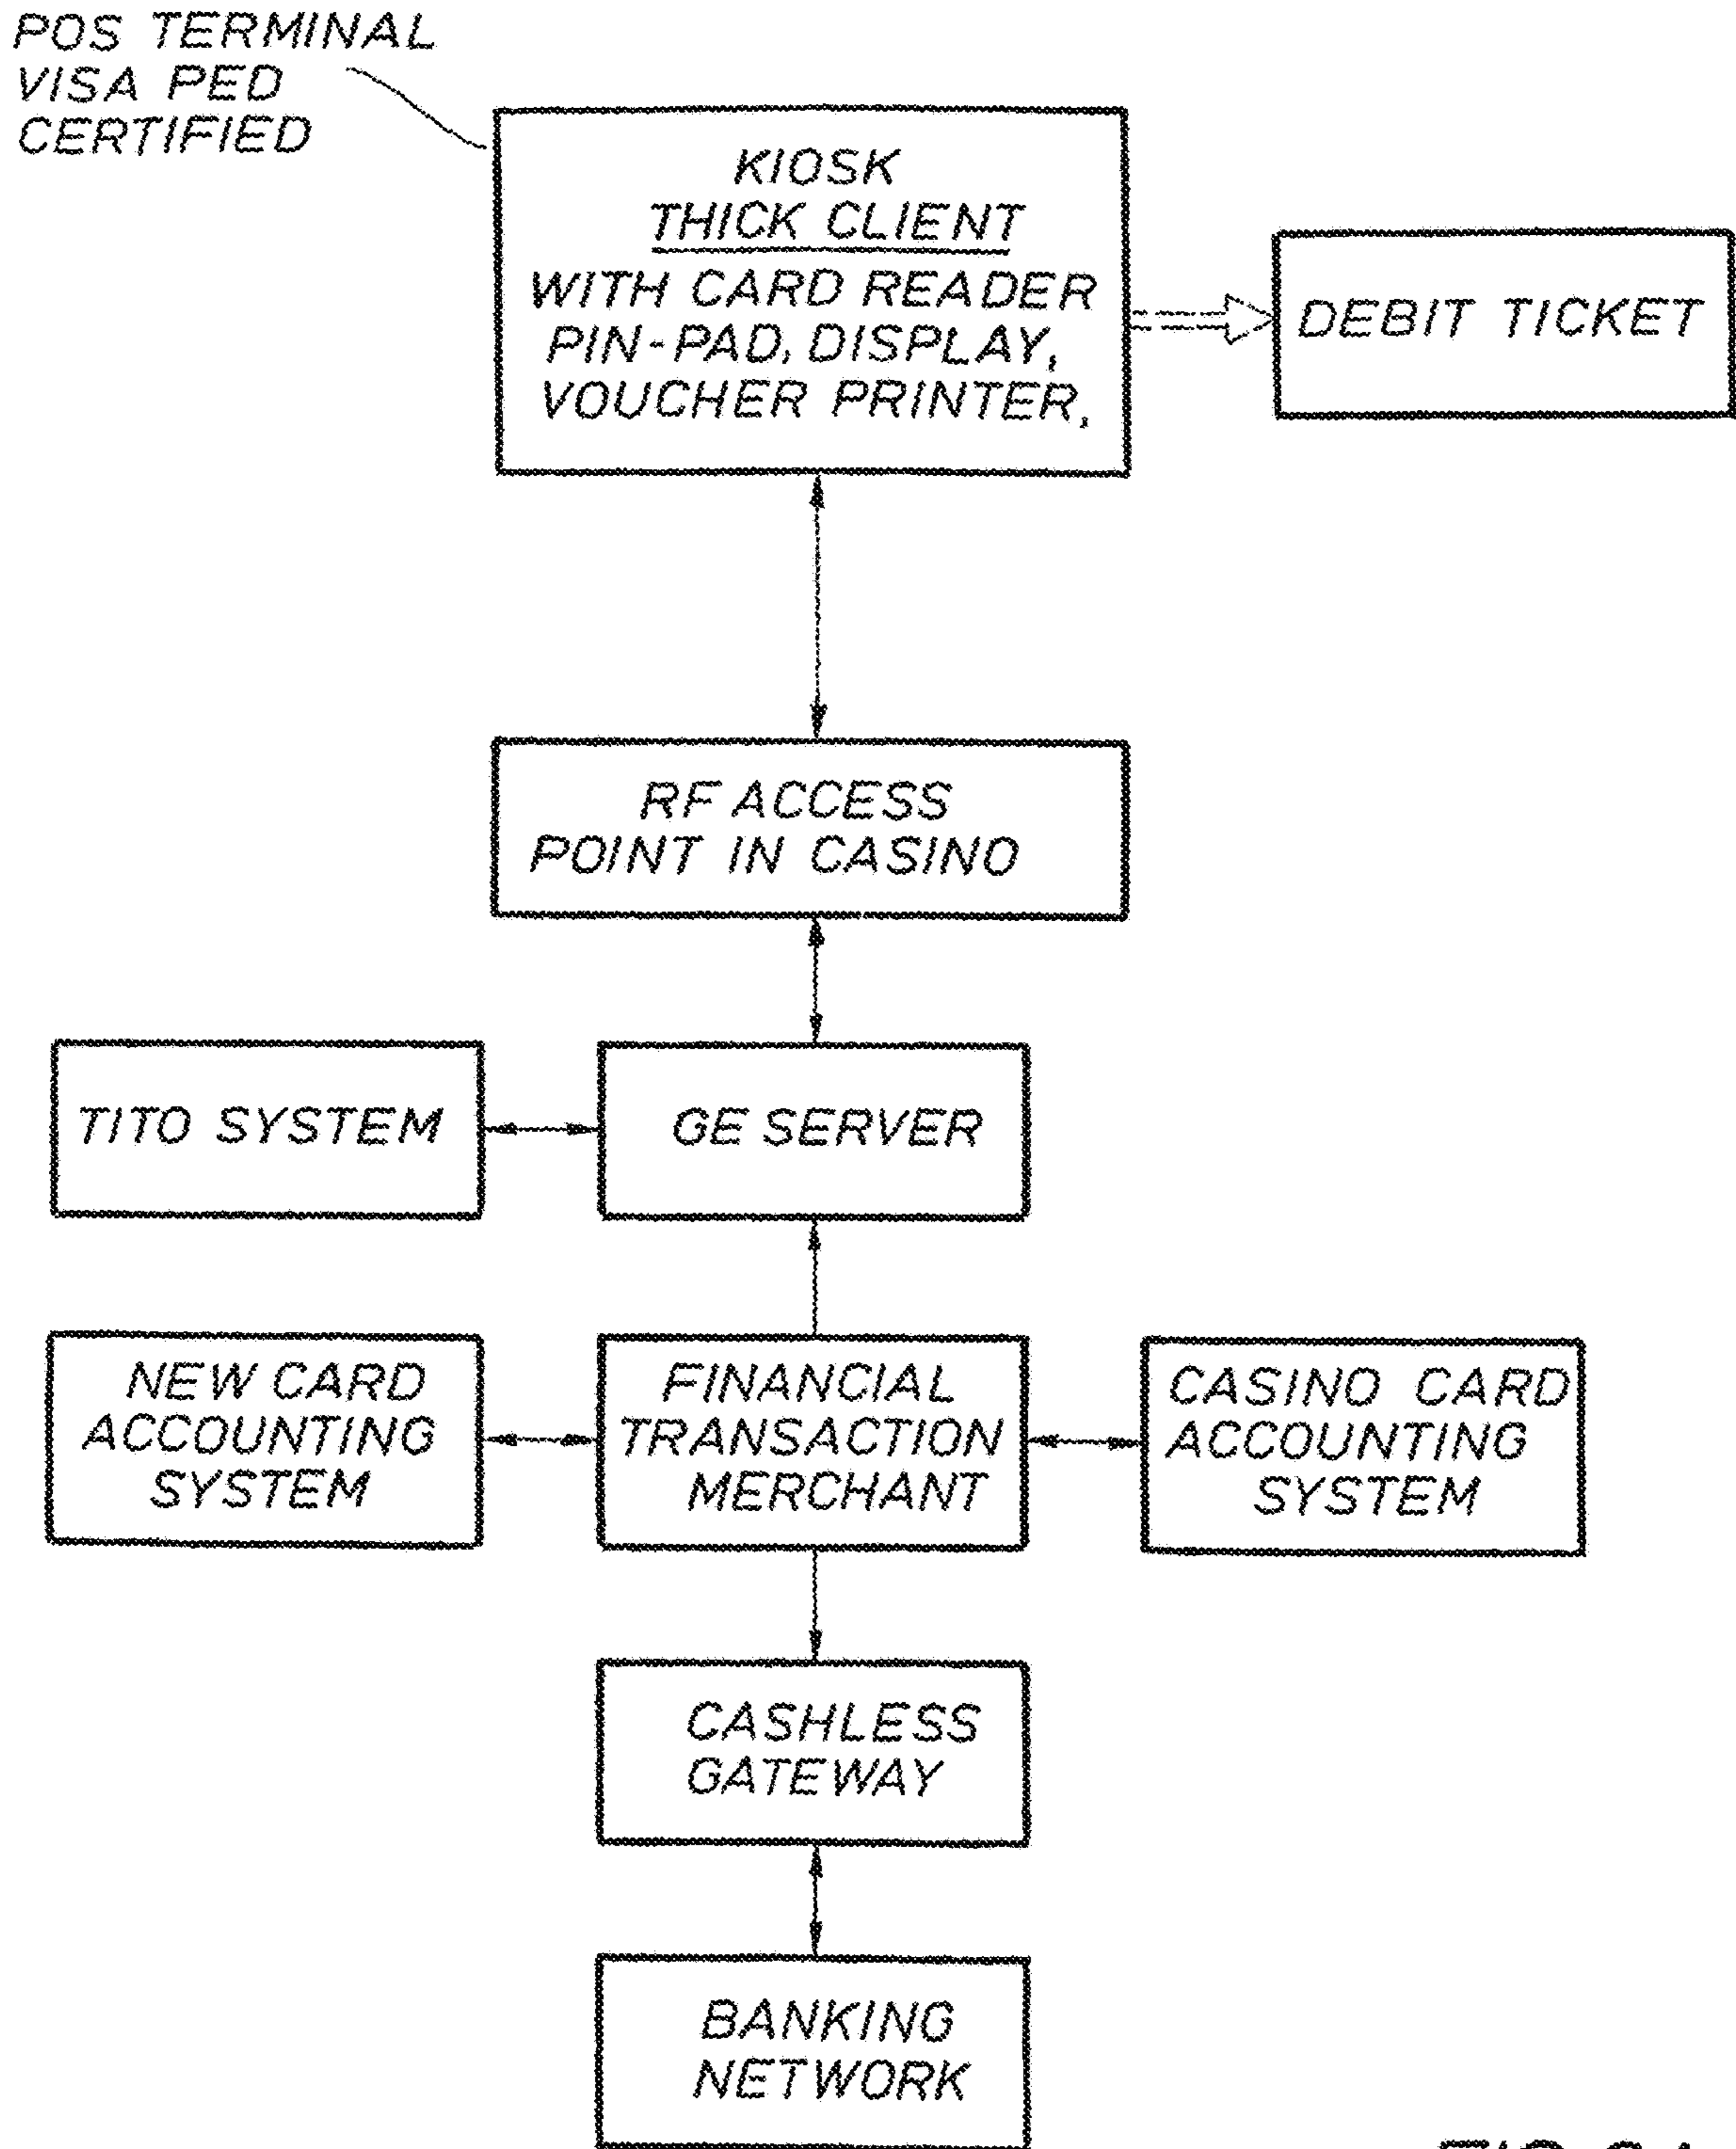 POS TERMINAL
VISA PED
CERTIFIED
KIOSK
THICK CLIENT
WITH CARD READER
PIN-PAD, DISPLAY,
VOUCHER PRINTER,
DEBIT TICKET
RF ACCESS
POINT IN CASINO
TITO SYSTEM
GE SERVER
NEW CARD
ACCOUNTING
SYSTEM
FINANCIAL
TRANSACTION
MERCHANT
CASINO CARD
ACCOUNTING
SYSTEM
CASHLESS
GATEWAY
BANKING
NETWORK